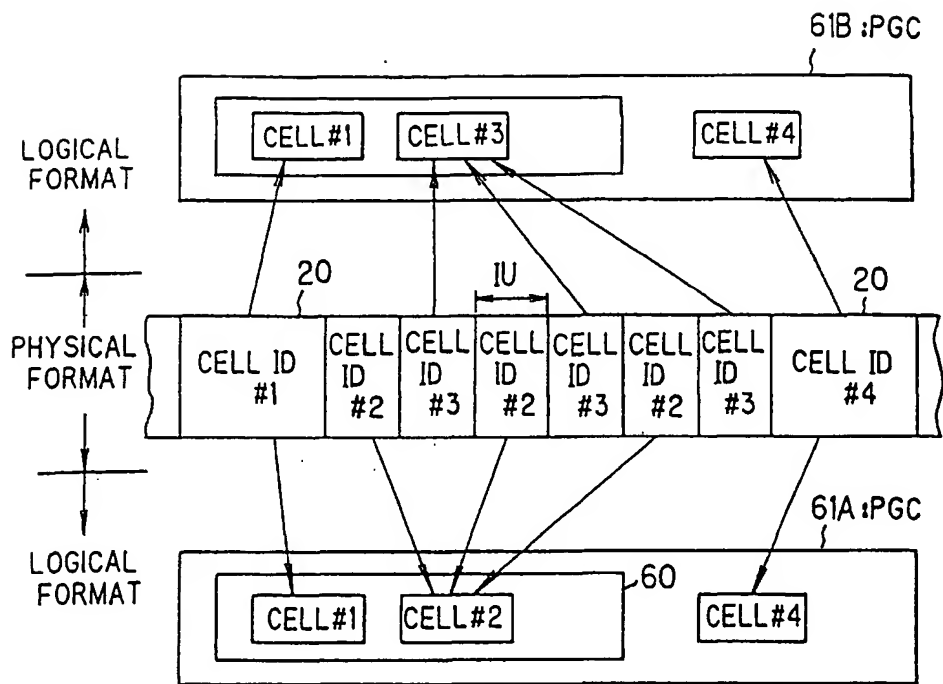 61B:PGC
CELL#1
CELL#3
CELL#4
LOGICAL
FORMAT
20
IU
20
PHYSICAL
FORMAT
CELL ID
#1
CELL
ID
#2
CELL
ID
#3
CELL
ID
#2
CELL
ID
#3
CELL
ID
#2
CELL
ID
#3
CELL ID
#4
LOGICAL
FORMAT
61A:PGC
60
CELL#1
CELL#2
CELL#4